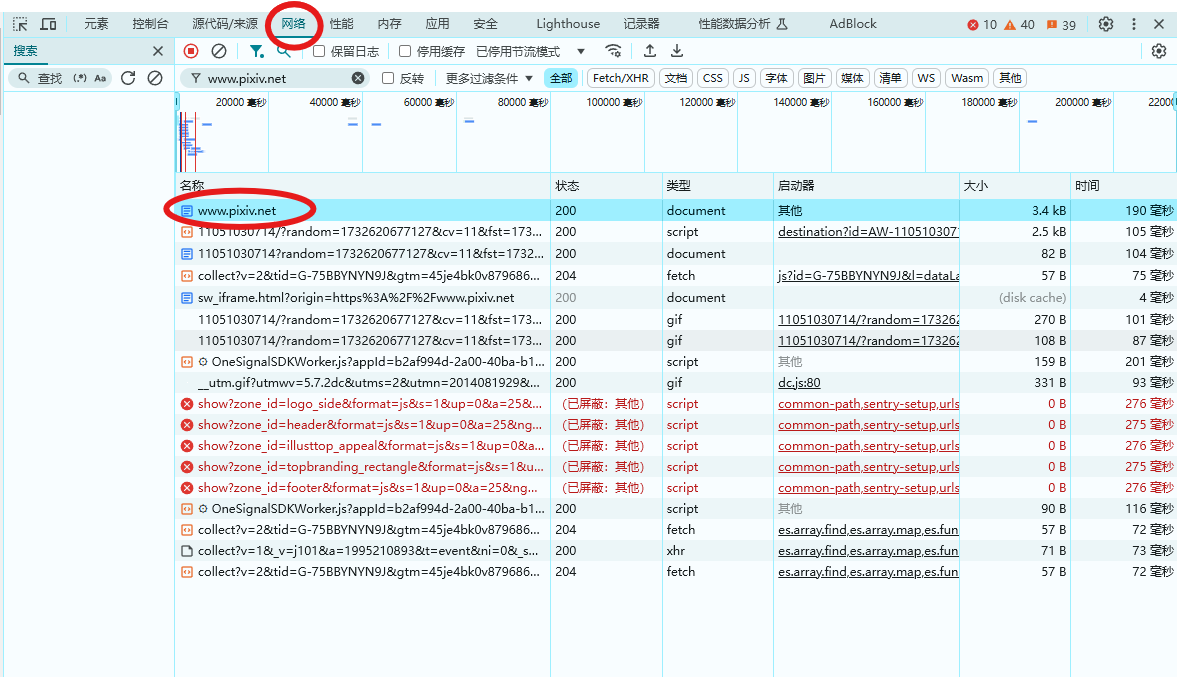 元素 控制台 源代码/来源 网络 性能 内存 应用 安全 Lighthouse 记录器 性能数据分析 AdBlock 10 40 39
搜索 保留日志 停用缓存 已停用节流模式
查找 (.*) Aa www.pixiv.net 反转 更多过滤条件 全部 Fetch/XHR 文档 CSS JS 字体 图片 媒体 清单 WS Wasm 其他
20000 毫秒 40000 毫秒 60000 毫秒 80000 毫秒 100000 毫秒 120000 毫秒 140000 毫秒 160000 毫秒 180000 毫秒 200000 毫秒 2200
名称 状态 类型 启动器 大小 时间
www.pixiv.net 200 document 其他 3.4 kB 190 毫秒
11051030714/?random=1732620677127&cv=11&fst=173... 200 script destination?id=AW-1105103071 2.5 kB 105 毫秒
11051030714?random=1732620677127&cv=11&fst=1732... 200 document 82 B 104 毫秒
collect?v=2&tid=G-75BBYNYN9J&gtm=45je4bk0v879686... 204 fetch js?id=G-75BBYNYN9J&l=dataLa 57 B 75 毫秒
sw_iframe.html?origin=https%3A%2F%2Fwww.pixiv.net 200 document (disk cache) 4 毫秒
11051030714/?random=1732620677127&cv=11&fst=173... 200 gif 11051030714/?random=173262 270 B 101 毫秒
11051030714/?random=1732620677127&cv=11&fst=173... 200 gif 11051030714/?random=173262 108 B 87 毫秒
OneSignalSDKWorker.js?appId=b2af994d-2a00-40ba-b1... 200 script 其他 159 B 201 毫秒
__utm.gif?utmwv=5.7.2dc&utms=2&utmn=2014081929&... 200 gif dc.js:80 331 B 93 毫秒
show?zone_id=logo_side&format=js&s=1&up=0&a=25&... (已屏蔽：其他) script common-path,sentry-setup,urls 0 B 276 毫秒
show?zone_id=header&format=js&s=1&up=0&a=25&ng... (已屏蔽：其他) script common-path,sentry-setup,urls 0 B 275 毫秒
show?zone_id=illusttop_appeal&format=js&s=1&up=0&a... (已屏蔽：其他) script common-path,sentry-setup,urls 0 B 276 毫秒
show?zone_id=topbranding_rectangle&format=js&s=1&u... (已屏蔽：其他) script common-path,sentry-setup,urls 0 B 275 毫秒
show?zone_id=footer&format=js&s=1&up=0&a=25&ng... (已屏蔽：其他) script common-path,sentry-setup,urls 0 B 276 毫秒
OneSignalSDKWorker.js?appId=b2af994d-2a00-40ba-b1... 200 script 其他 90 B 116 毫秒
collect?v=2&tid=G-75BBYNYN9J&gtm=45je4bk0v879686... 204 fetch es.array.find,es.array.map,es.fun 57 B 72 毫秒
collect?v=1&_v=j101&a=1995210893&t=event&ni=0&_s... 200 xhr es.array.find,es.array.map,es.fun 71 B 73 毫秒
collect?v=2&tid=G-75BBYNYN9J&gtm=45je4bk0v879686... 204 fetch es.array.find,es.array.map,es.fun 57 B 72 毫秒